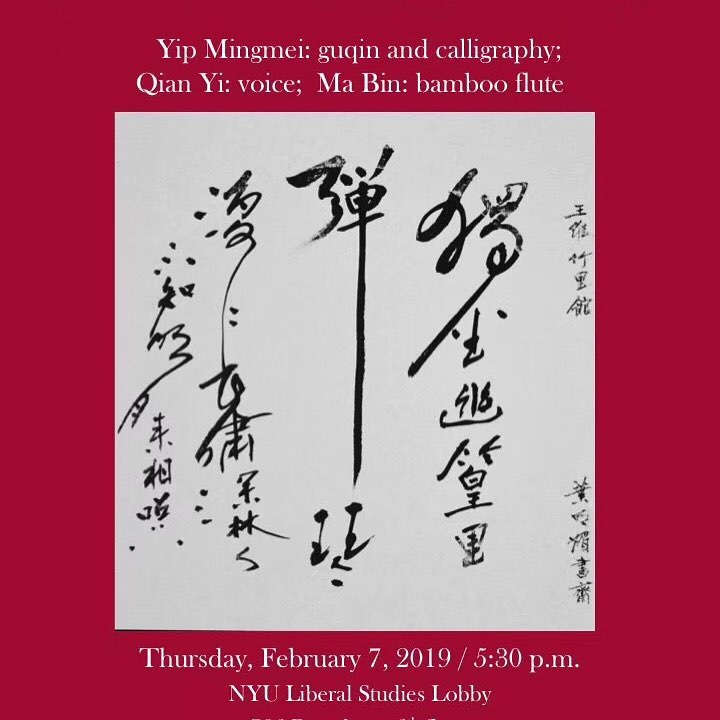 Yip Mingmei: guqin and calligraphy;
Qian Yi: voice; Ma Bin: bamboo flute
王維竹里館
獨坐幽篁里
彈琴
復長嘯深林人
不知明月來相照
葉明媚書齋
Thursday, February 7, 2019 / 5:30 p.m.
NYU Liberal Studies Lobby